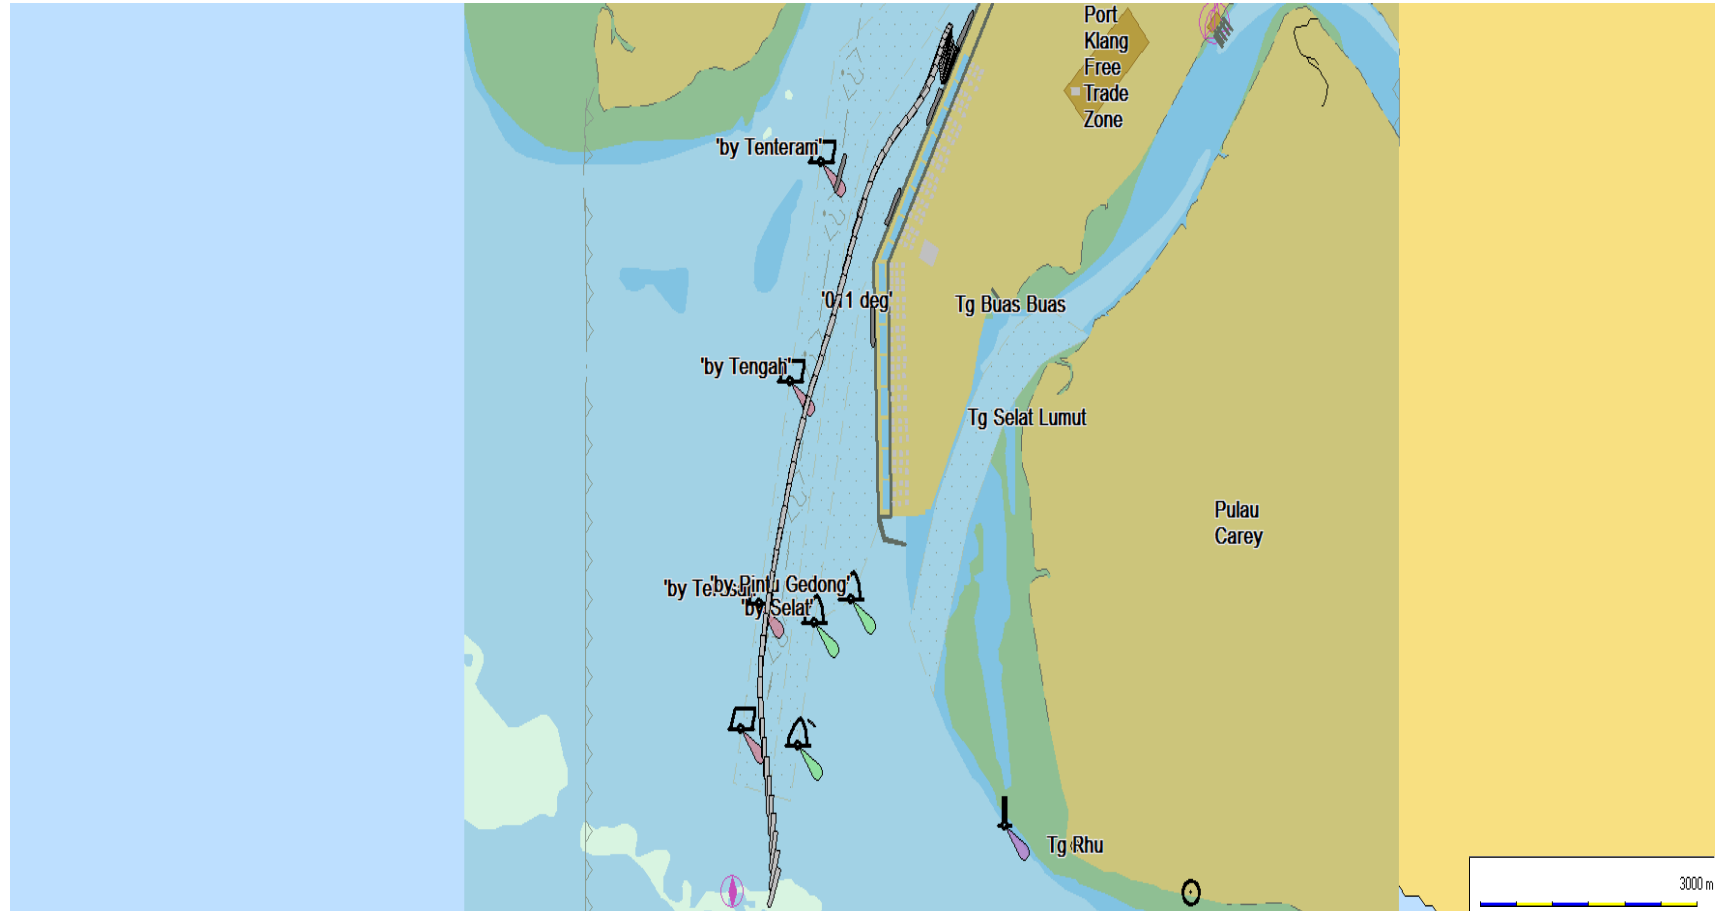 Port
Klang
Free
Trade
Zone
'by Tenteram'
'011 deg'
Tg Buas Buas
'by Tengah'
Tg Selat Lumut
Pulau
Carey
'by Pintu Gedong'
'by Selat'
Tg Rhu
3000 m